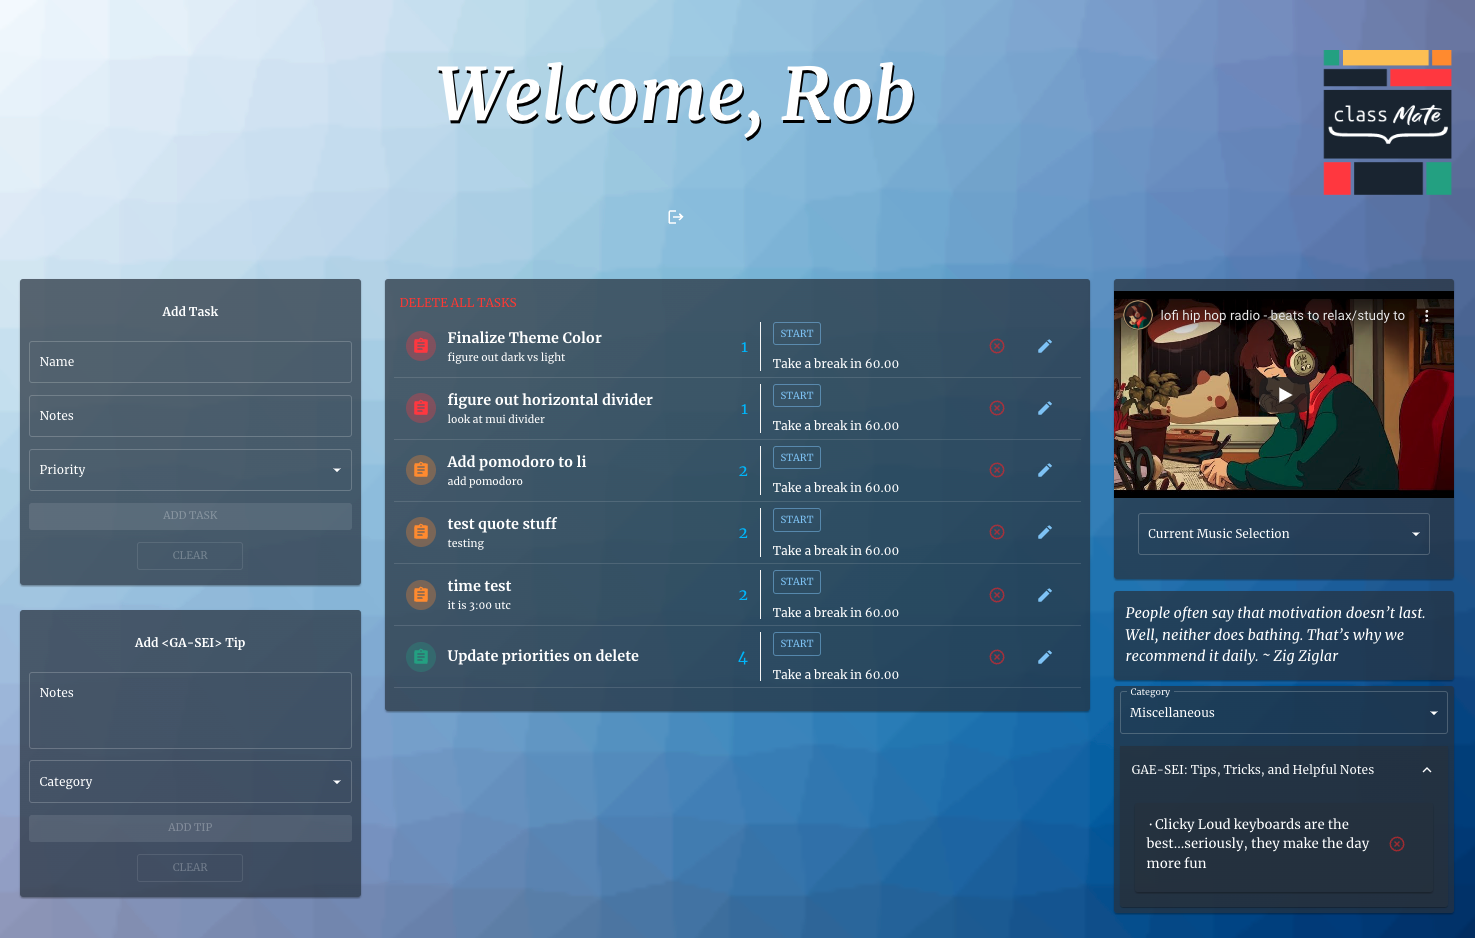 Welcome, Rob
class Mate
Add Task
Name
Notes
Priority
ADD TASK
CLEAR
Add <GA-SEI> Tip
Notes
Category
ADD TIP
CLEAR
DELETE ALL TASKS
Finalize Theme Color
figure out dark vs light
1
START
Take a break in 60.00
figure out horizontal divider
look at mui divider
1
START
Take a break in 60.00
Add pomodoro to li
add pomodoro
2
START
Take a break in 60.00
test quote stuff
testing
2
START
Take a break in 60.00
time test
it is 3:00 utc
2
START
Take a break in 60.00
Update priorities on delete
4
START
Take a break in 60.00
lofi hip hop radio - beats to relax/study to
Current Music Selection
People often say that motivation doesn’t last.
Well, neither does bathing. That’s why we
recommend it daily. ~ Zig Ziglar
Category
Miscellaneous
GAE-SEI: Tips, Tricks, and Helpful Notes
· Clicky Loud keyboards are the
best...seriously, they make the day
more fun